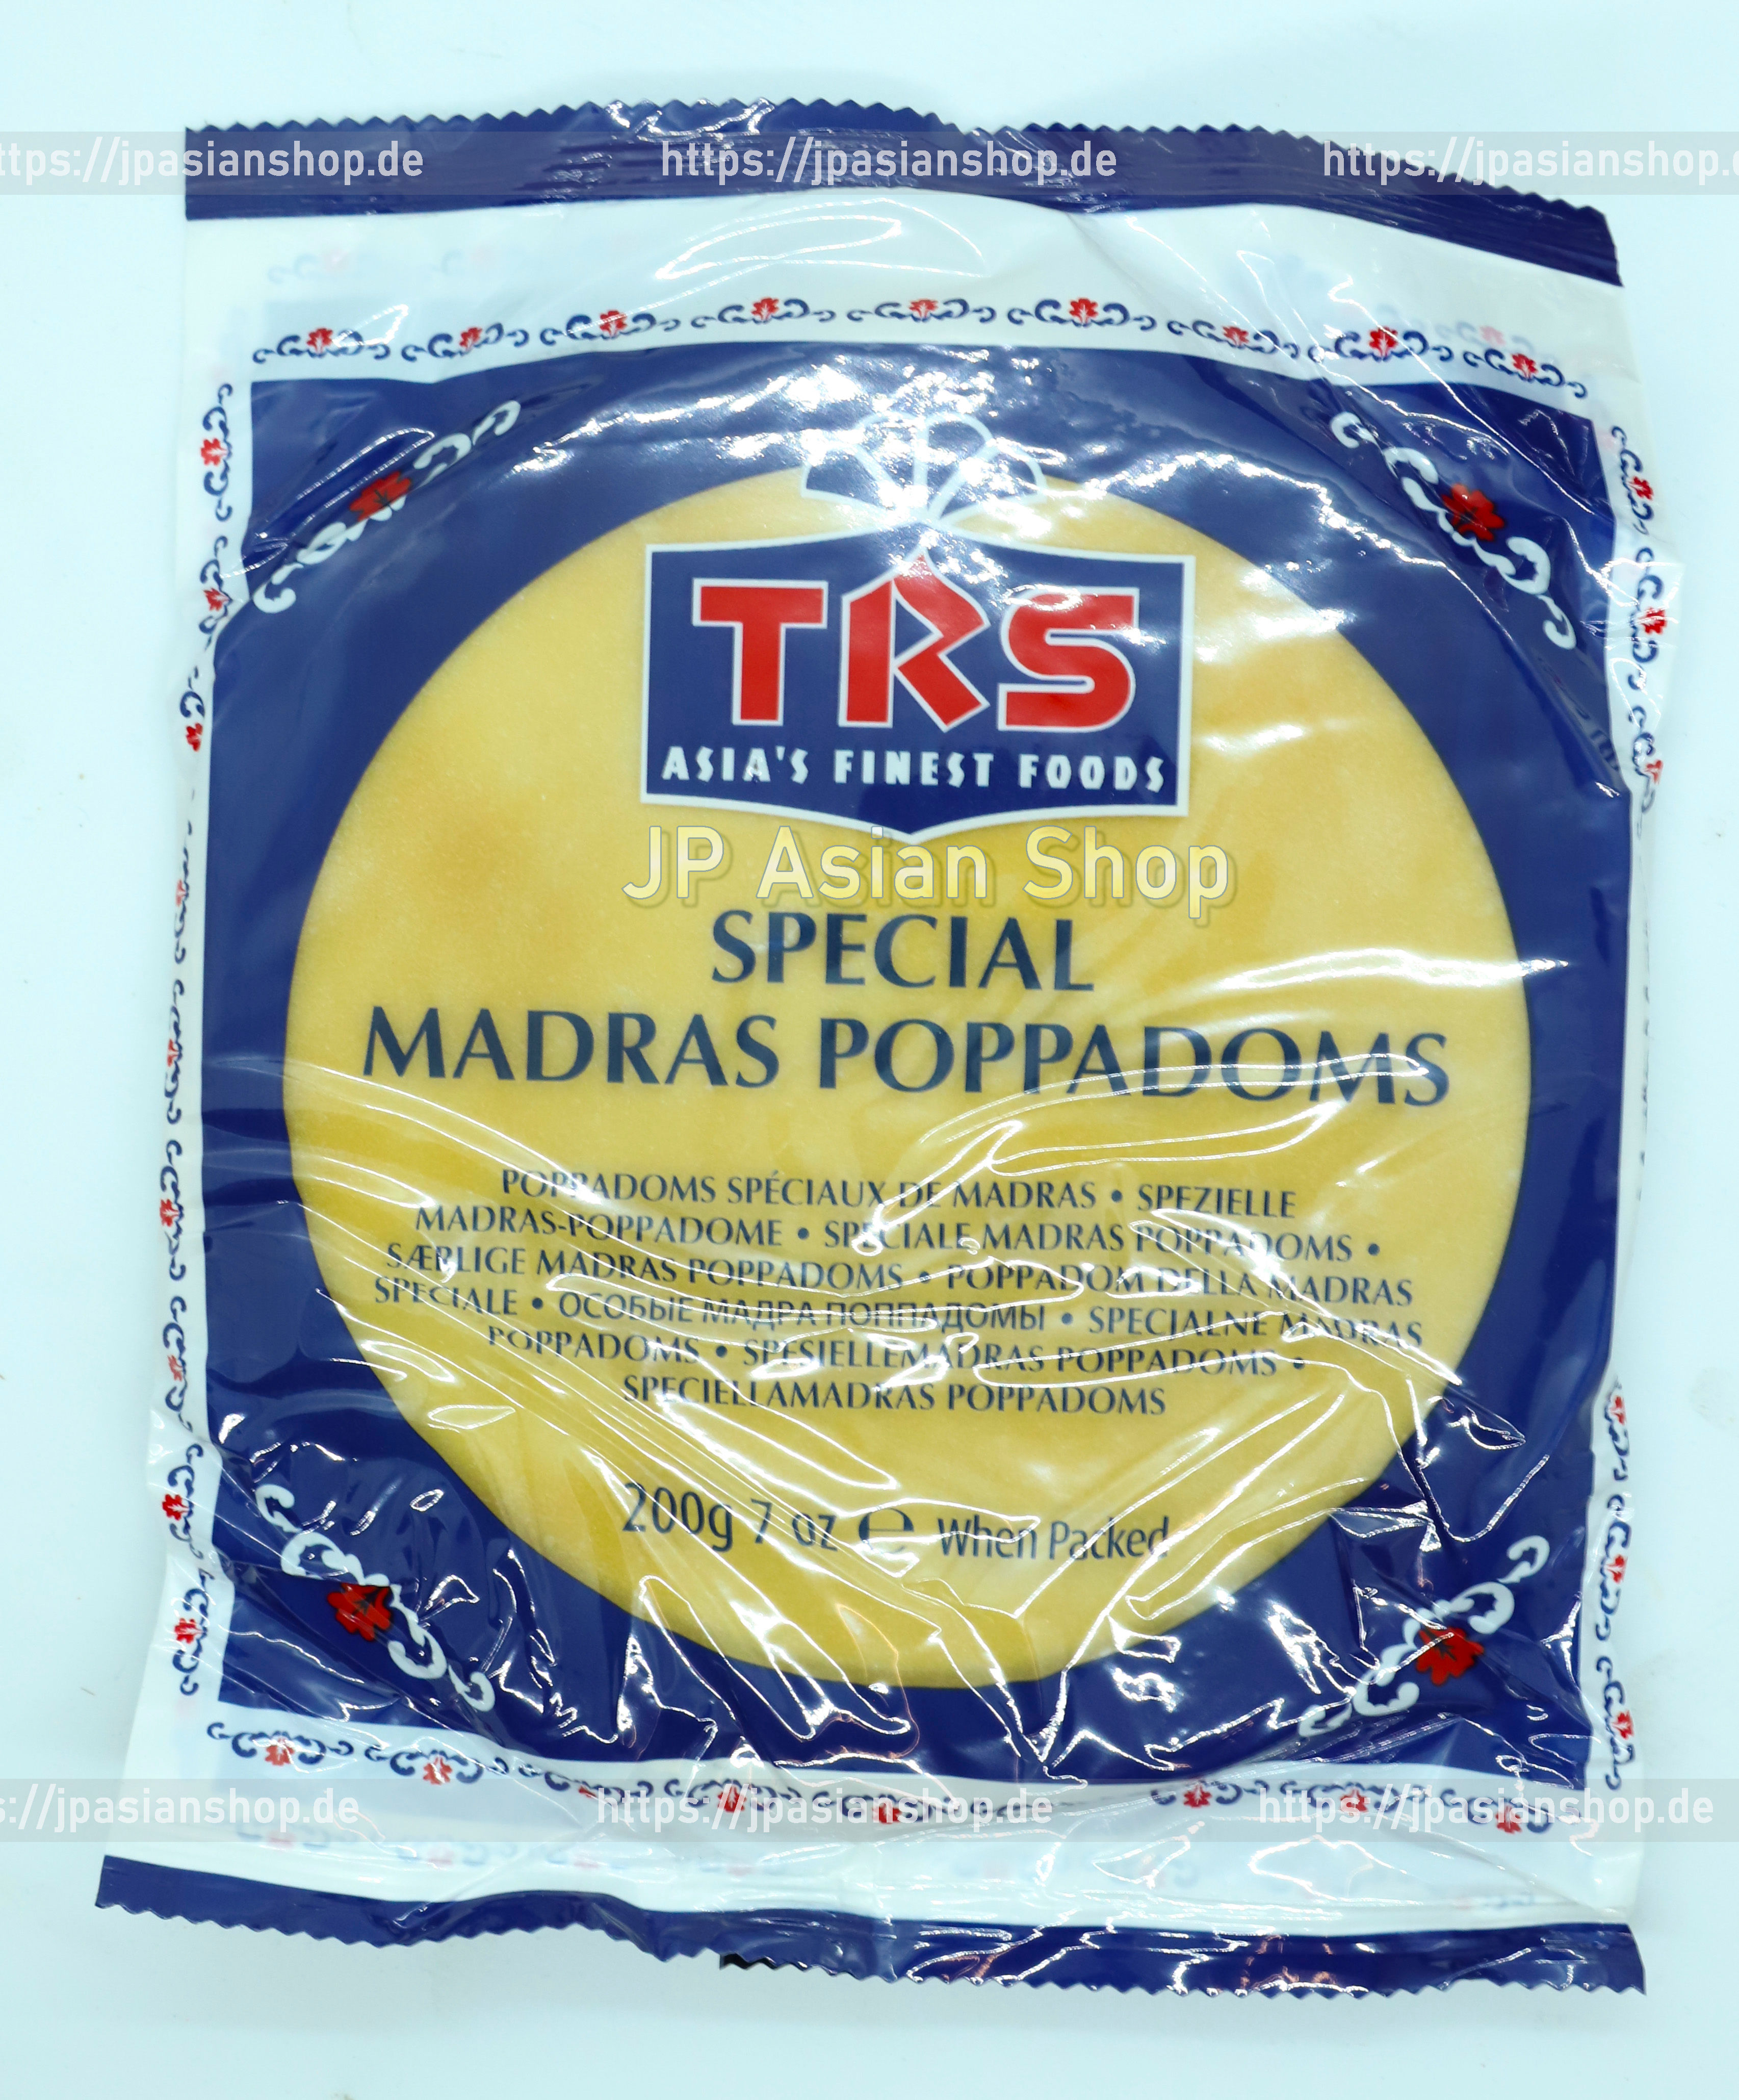 https://jpasianshop.de https://jpasianshop.de https://jpasianshop.de
TRS
ASIA'S FINEST FOODS
JP Asian Shop
SPECIAL
MADRAS POPPADOMS
POPPADOMS SPÉCIAUX DE MADRAS • SPEZIELLE
MADRAS-POPPADOME • SPECIALE MADRAS POPPADOMS •
SÆRLIGE MADRAS POPPADOMS • POPPADOM DELLA MADRAS
SPECIALE • ОСОБЫЕ МАДРА ПОППАДОМЫ • SPECIALNE MADRAS
POPPADOMS • SPESIELLEMADRAS POPPADOMS •
SPECIELLAMADRAS POPPADOMS
200g 7 oz e When Packed
s://jpasianshop.de https://jpasianshop.de https://jpasianshop.de